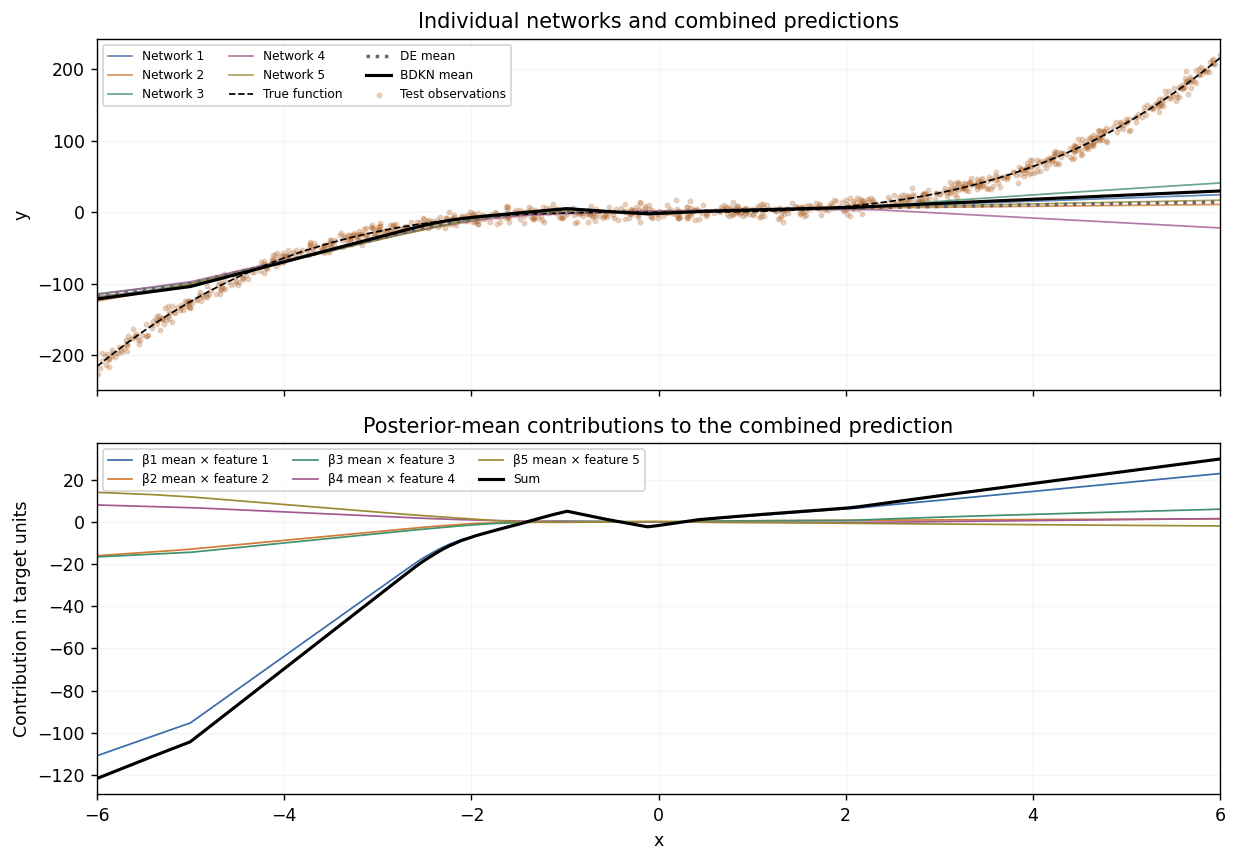 Individual networks and combined predictions
Network 1
Network 2
Network 3
Network 4
Network 5
True function
DE mean
BDKN mean
Test observations
200
100
0
−100
−200
y
Posterior-mean contributions to the combined prediction
β1 mean × feature 1
β2 mean × feature 2
β3 mean × feature 3
β4 mean × feature 4
β5 mean × feature 5
Sum
20
0
−20
−40
−60
−80
−100
−120
Contribution in target units
−6 −4 −2 0 2 4 6
x